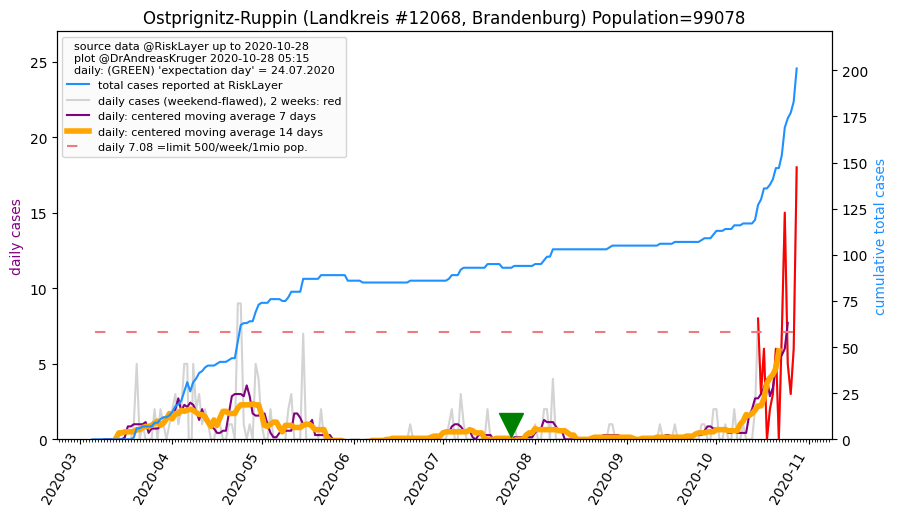 Ostprignitz-Ruppin (Landkreis #12068, Brandenburg) Population=99078
source data @RiskLayer up to 2020-10-28
plot @DrAndreasKruger 2020-10-28 05:15
daily: (GREEN) 'expectation day' = 24.07.2020
total cases reported at RiskLayer
daily cases (weekend-flawed), 2 weeks: red
daily: centered moving average 7 days
daily: centered moving average 14 days
daily 7.08 =limit 500/week/1mio pop.
daily cases
25
20
15
10
5
0
cumulative total cases
200
175
150
125
100
75
50
25
0
2020-03
2020-04
2020-05
2020-06
2020-07
2020-08
2020-09
2020-10
2020-11